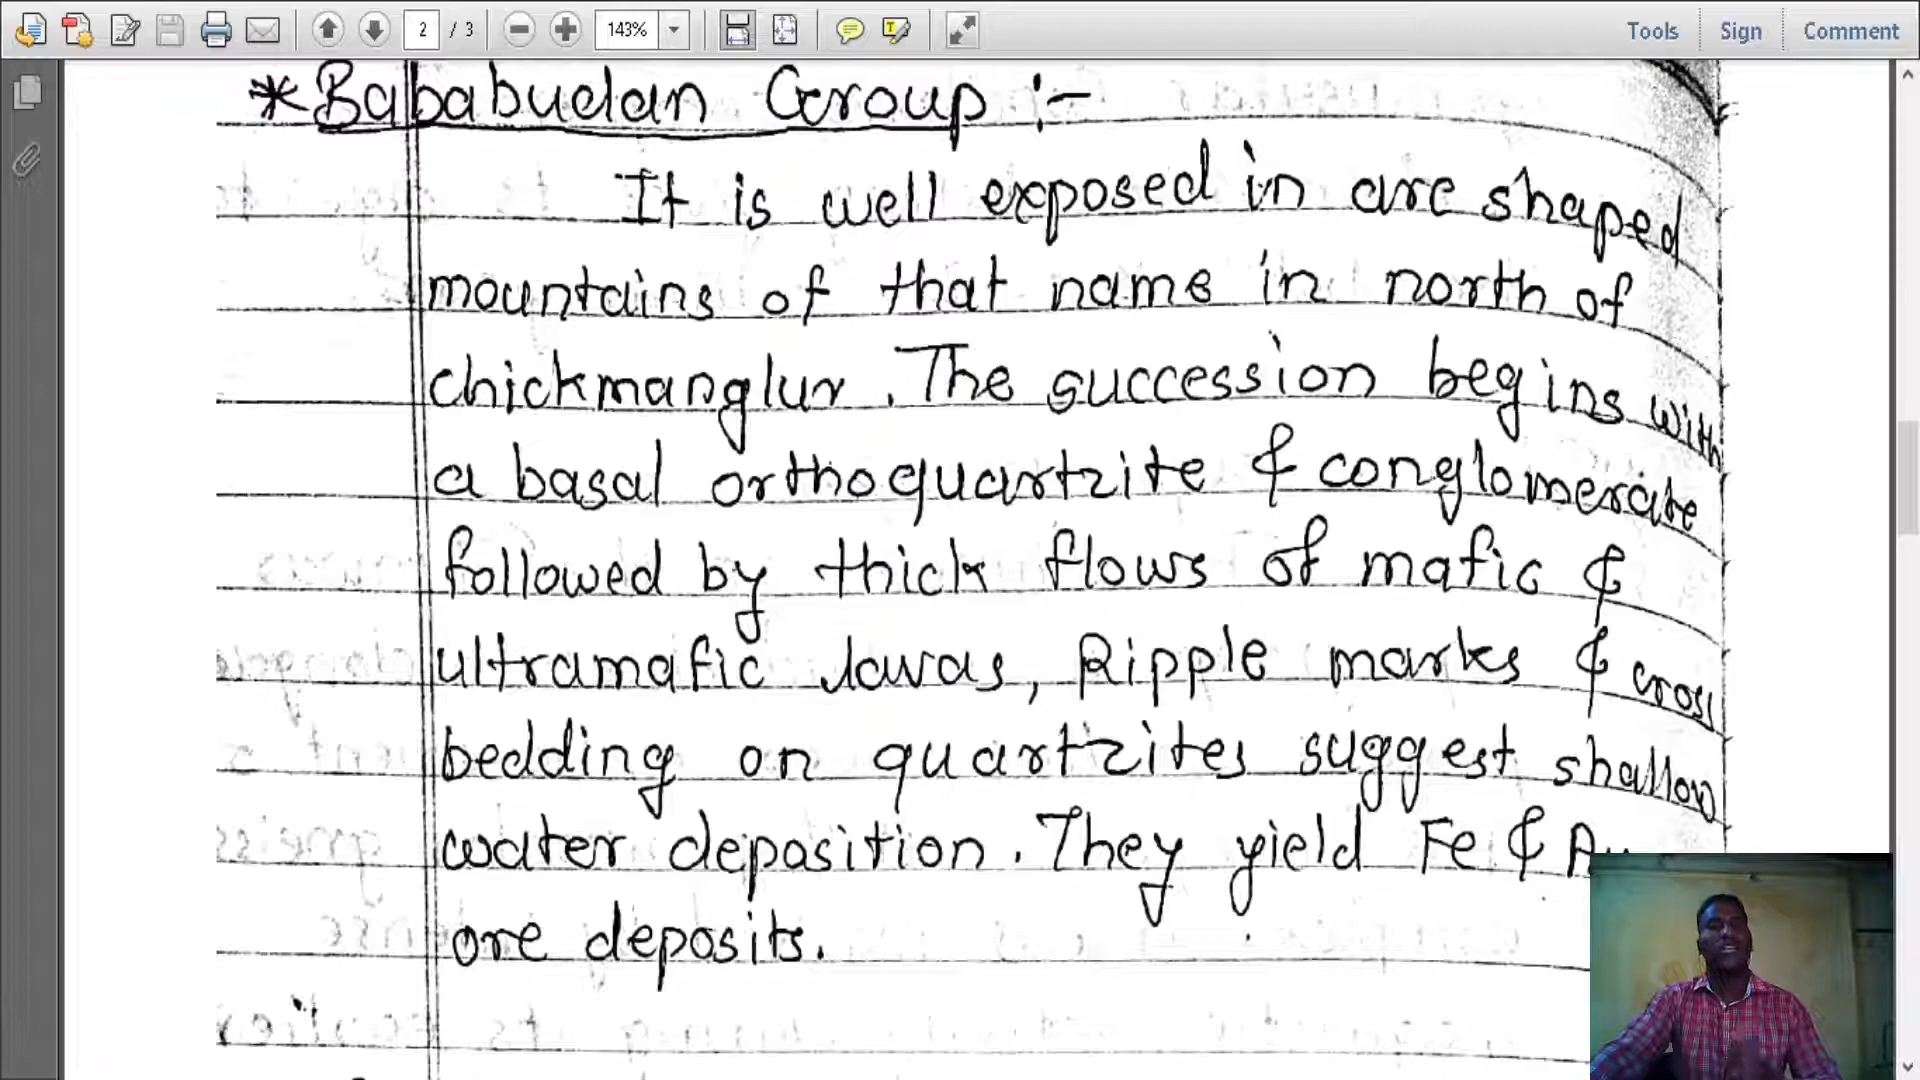 2 / 3
143%
Tools
Sign
Comment
*Bababudan Group :-
It is well exposed in arc shaped
mountains of that name in north of
chickmanglur. The succession begins with
a basal orthoquartzite & conglomerate
followed by thick flows of mafic &
ultramafic lavas, Ripple marks & cross
bedding on quartzites suggest shallow
water deposition. They yield Fe & Au
ore deposits.